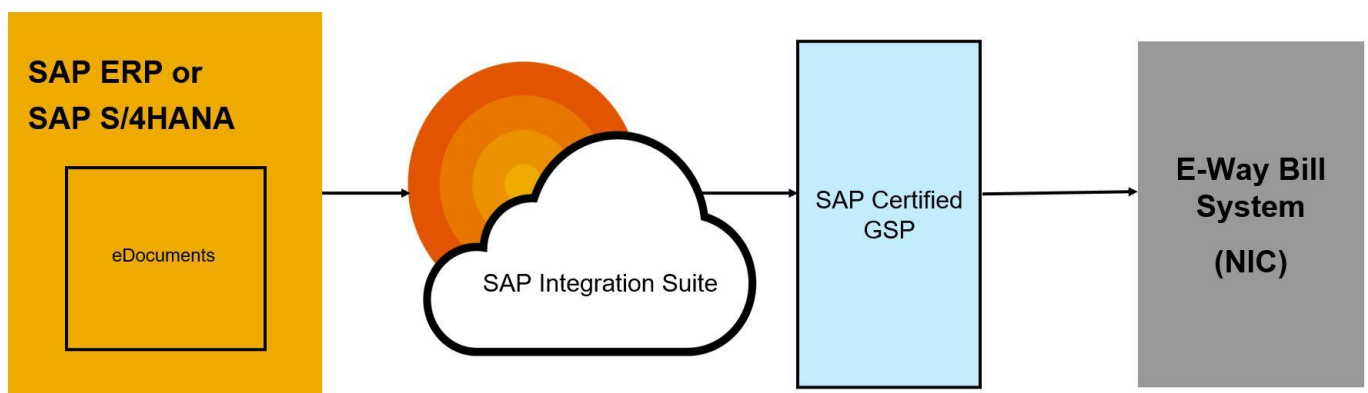 SAP ERP or
SAP S/4HANA
eDocuments
SAP Integration Suite
SAP Certified
GSP
E-Way Bill
System
(NIC)